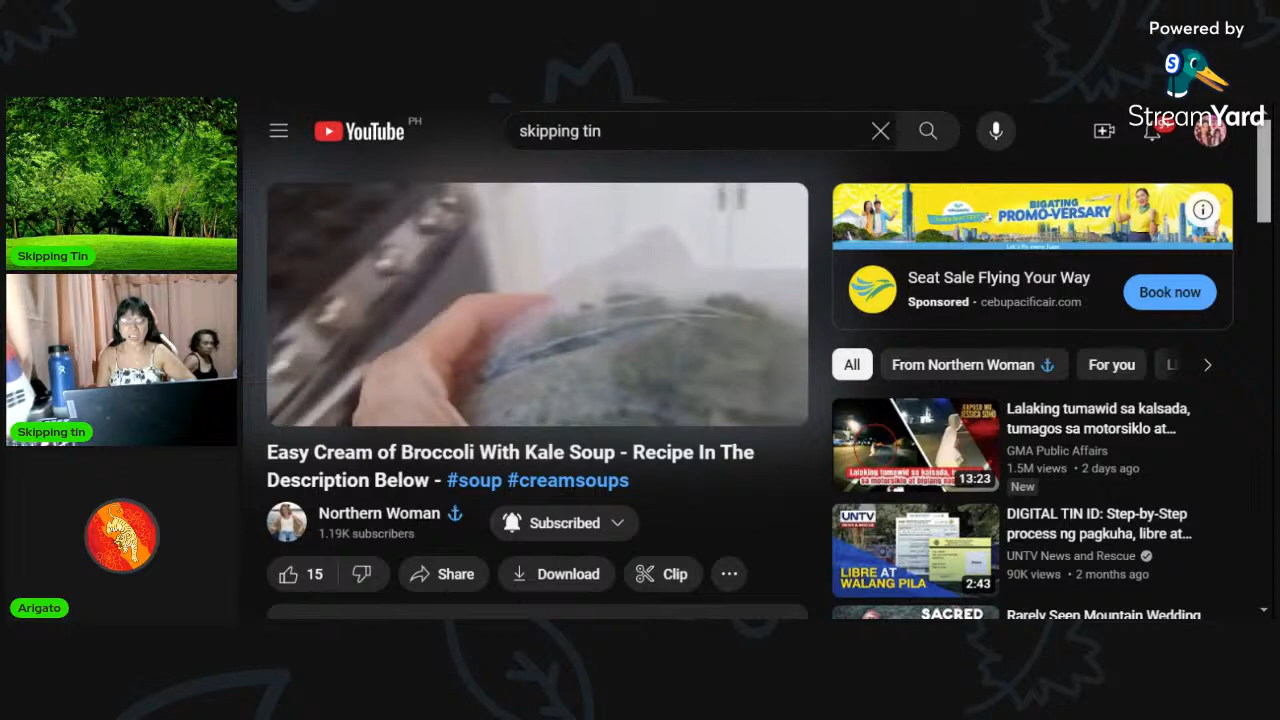 Powered by
StreamYard
YouTube PH
skipping tin
Skipping Tin
Skipping tin
Arigato
Easy Cream of Broccoli With Kale Soup - Recipe In The
Description Below - #soup #creamsoups
Northern Woman
1.19K subscribers
Subscribed
15
Share
Download
Clip
BIGATING
PROMO-VERSARY
Let's fly every Juan
Seat Sale Flying Your Way
Sponsored · cebupacificair.com
Book now
All
From Northern Woman
For you
Lalaking tumawid sa kalsada,
tumagos sa motorsiklo at...
GMA Public Affairs
1.5M views · 2 days ago
New
13:23
DIGITAL TIN ID: Step-by-Step
process ng pagkuha, libre at...
UNTV News and Rescue
90K views · 2 months ago
UNTV
LIBRE AT
WALANG PILA
2:43
SACRED
Rarely Seen Mountain Wedding